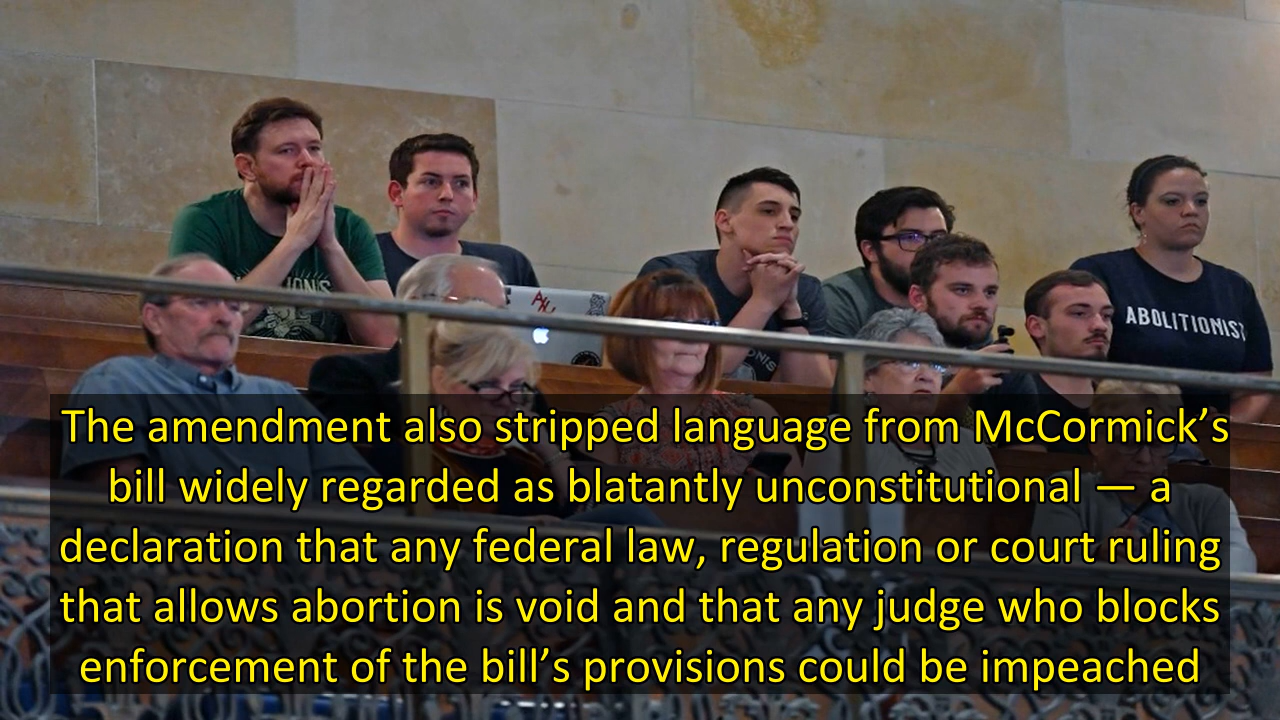 ABOLITIONIST
The amendment also stripped language from McCormick’s
bill widely regarded as blatantly unconstitutional — a
declaration that any federal law, regulation or court ruling
that allows abortion is void and that any judge who blocks
enforcement of the bill’s provisions could be impeached